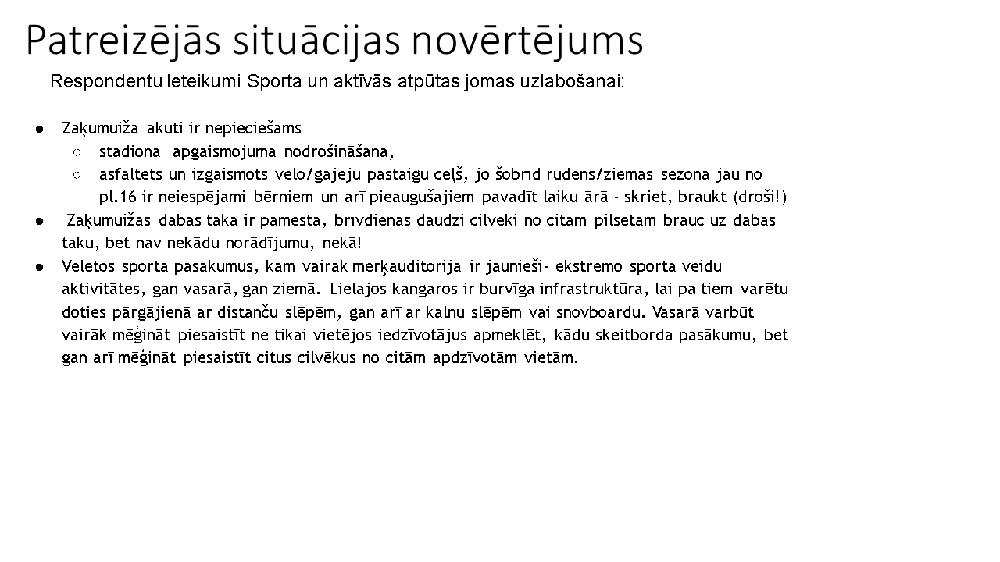 Patreizējās situācijas novērtējums
Respondentu Ieteikumi Sporta un aktīvās atpūtas jomas uzlabošanai:
● Zaķumuižā akūti ir nepieciešams
○ stadiona apgaismojuma nodrošināšana,
○ asfaltēts un izgaismots velo/gājēju pastaigu ceļš, jo šobrīd rudens/ziemas sezonā jau no
pl.16 ir neiespējami bērniem un arī pieaugušajiem pavadīt laiku ārā - skriet, braukt (droši!)
● Zaķumuižas dabas taka ir pamesta, brīvdienās daudzi cilvēki no citām pilsētām brauc uz dabas
taku, bet nav nekādu norādījumu, nekā!
● Vēlētos sporta pasākumus, kam vairāk mērķauditorija ir jaunieši- ekstrēmo sporta veidu
aktivitātes, gan vasarā, gan ziemā. Lielajos kangaros ir burvīga infrastruktūra, lai pa tiem varētu
doties pārgājienā ar distanču slēpēm, gan arī ar kalnu slēpēm vai snovboardu. Vasarā varbūt
vairāk mēģināt piesaistīt ne tikai vietējos iedzīvotājus apmeklēt, kādu skeitborda pasākumu, bet
gan arī mēģināt piesaistīt citus cilvēkus no citām apdzīvotām vietām.